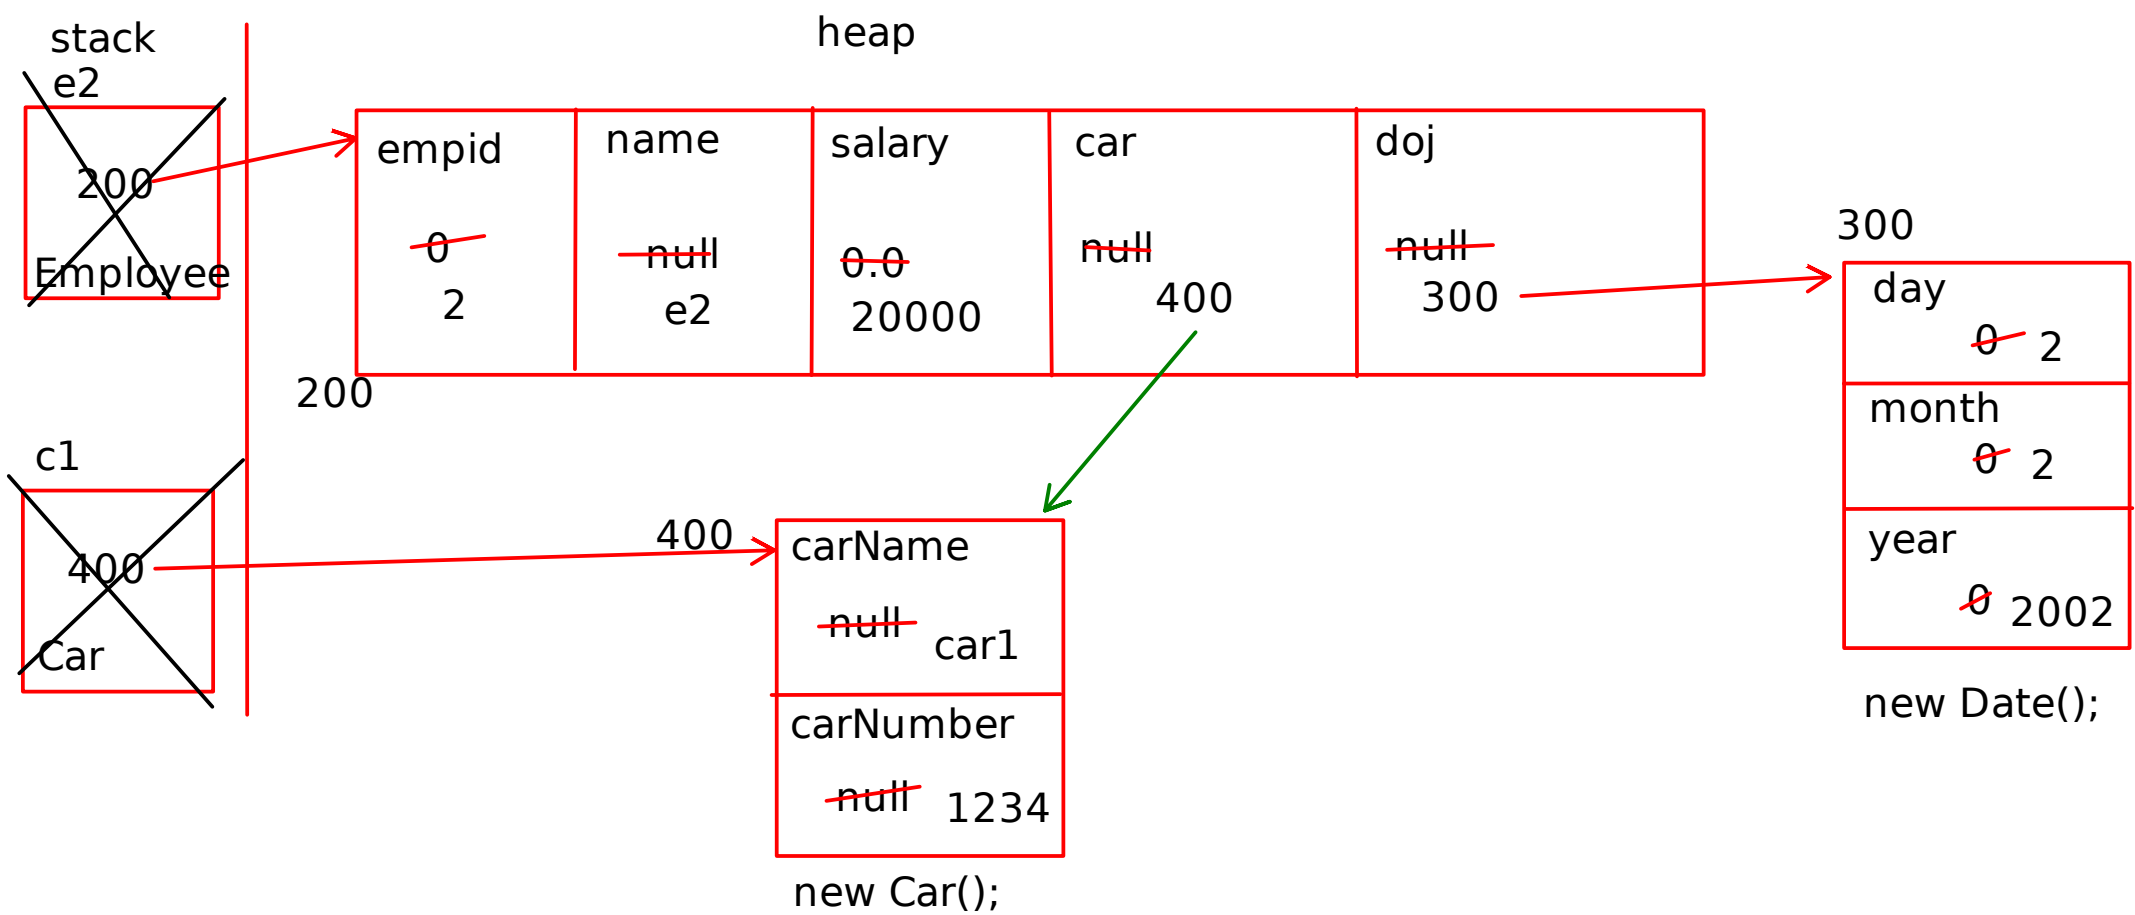 stack
heap
e2
200
Employee
empid
0
2
name
null
e2
salary
0.0
20000
car
null
400
doj
null
300
200
300
day
0 2
month
0 2
year
0 2002
new Date();
c1
400
Car
400
carName
null
car1
carNumber
null 1234
new Car();